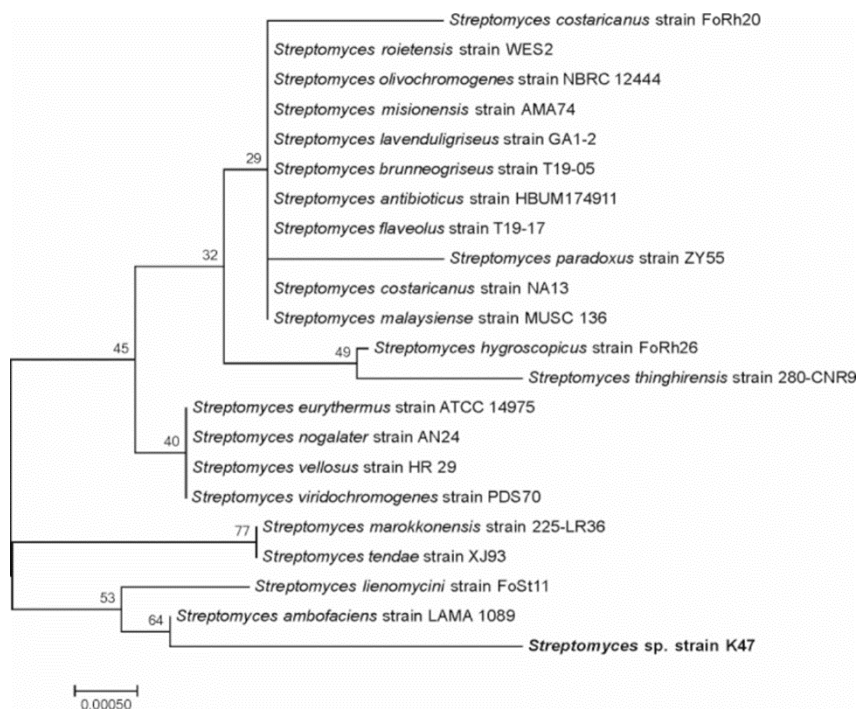 Streptomyces costaricanus strain FoRh20
Streptomyces roietensis strain WES2
Streptomyces olivochromogenes strain NBRC 12444
Streptomyces misionensis strain AMA74
Streptomyces lavenduligriseus strain GA1-2
29
Streptomyces brunneogriseus strain T19-05
Streptomyces antibioticus strain HBUM174911
Streptomyces flaveolus strain T19-17
32
Streptomyces paradoxus strain ZY55
Streptomyces costaricanus strain NA13
Streptomyces malaysiense strain MUSC 136
45
49
Streptomyces hygroscopicus strain FoRh26
Streptomyces thinghirensis strain 280-CNR9
Streptomyces eurythermus strain ATCC 14975
40
Streptomyces nogalater strain AN24
Streptomyces vellosus strain HR 29
Streptomyces viridochromogenes strain PDS70
77
Streptomyces marokkonensis strain 225-LR36
Streptomyces tendae strain XJ93
Streptomyces lienomycini strain FoSt11
53
64
Streptomyces ambofaciens strain LAMA 1089
Streptomyces sp. strain K47
0.00050